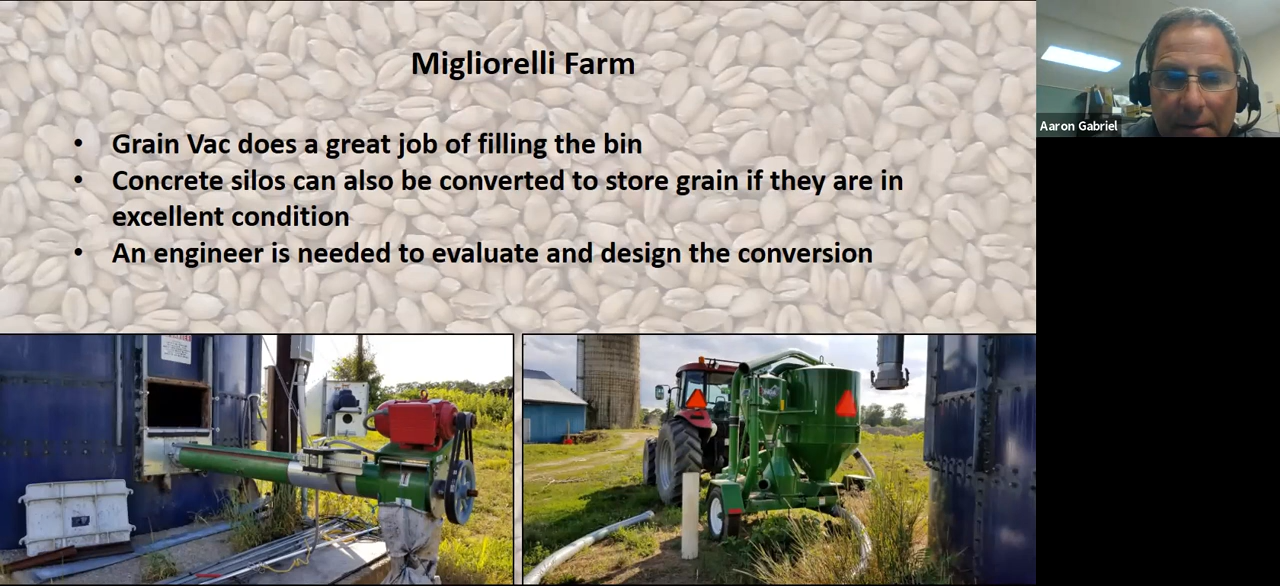 Migliorelli Farm
• Grain Vac does a great job of filling the bin
• Concrete silos can also be converted to store grain if they are in
excellent condition
• An engineer is needed to evaluate and design the conversion
Aaron Gabriel